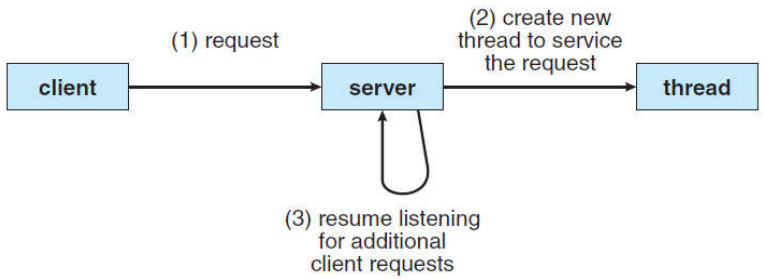 (1) request
(2) create new
thread to service
the request
client
server
thread
(3) resume listening
for additional
client requests